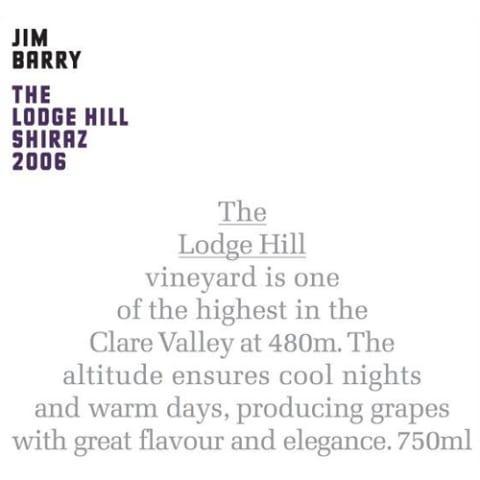 JIM
BARRY
THE
LODGE HILL
SHIRAZ
2006
The
Lodge Hill
vineyard is one
of the highest in the
Clare Valley at 480m. The
altitude ensures cool nights
and warm days, producing grapes
with great flavour and elegance. 750ml